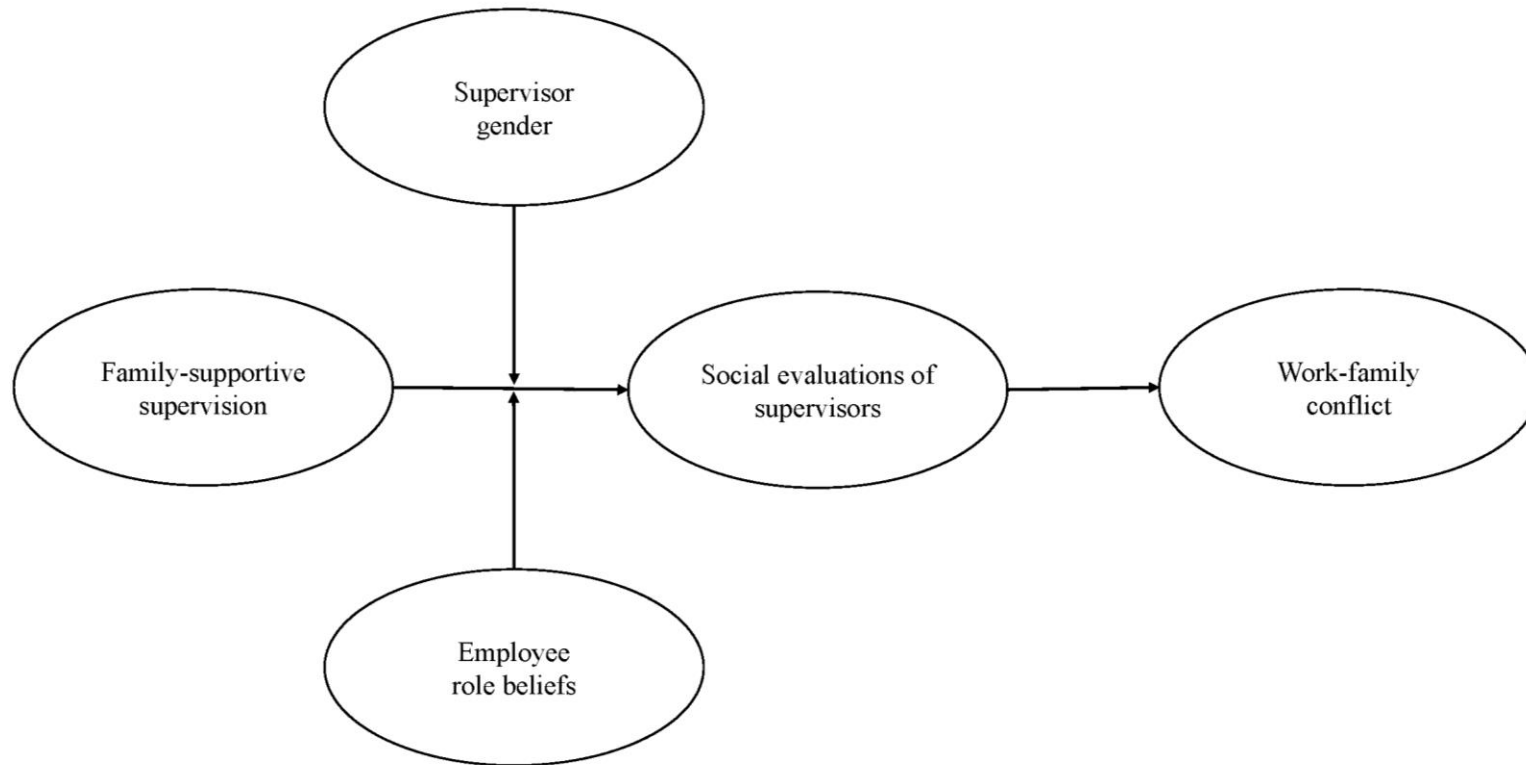 Supervisor
gender
Family-supportive
supervision
Social evaluations of
supervisors
Work-family
conflict
Employee
role beliefs